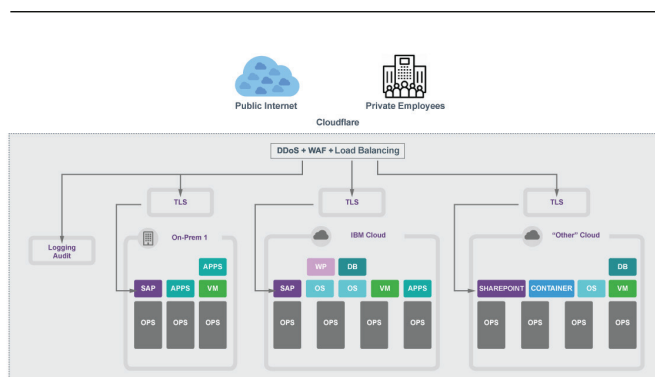 Public Internet
Private Employees
Cloudflare
DDoS + WAF + Load Balancing
TLS
TLS
TLS
Logging
Audit
On-Prem 1
IBM Cloud
“Other” Cloud
APPS
WP
DB
DB
SAP
APPS
VM
SAP
OS
OS
VM
APPS
SHAREPOINT
CONTAINER
OS
VM
OPS
OPS
OPS
OPS
OPS
OPS
OPS
OPS
OPS
OPS
OPS